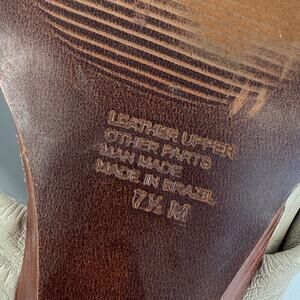 LEATHER UPPER
OTHER PARTS
MAN MADE
MADE IN BRAZIL
7½ M